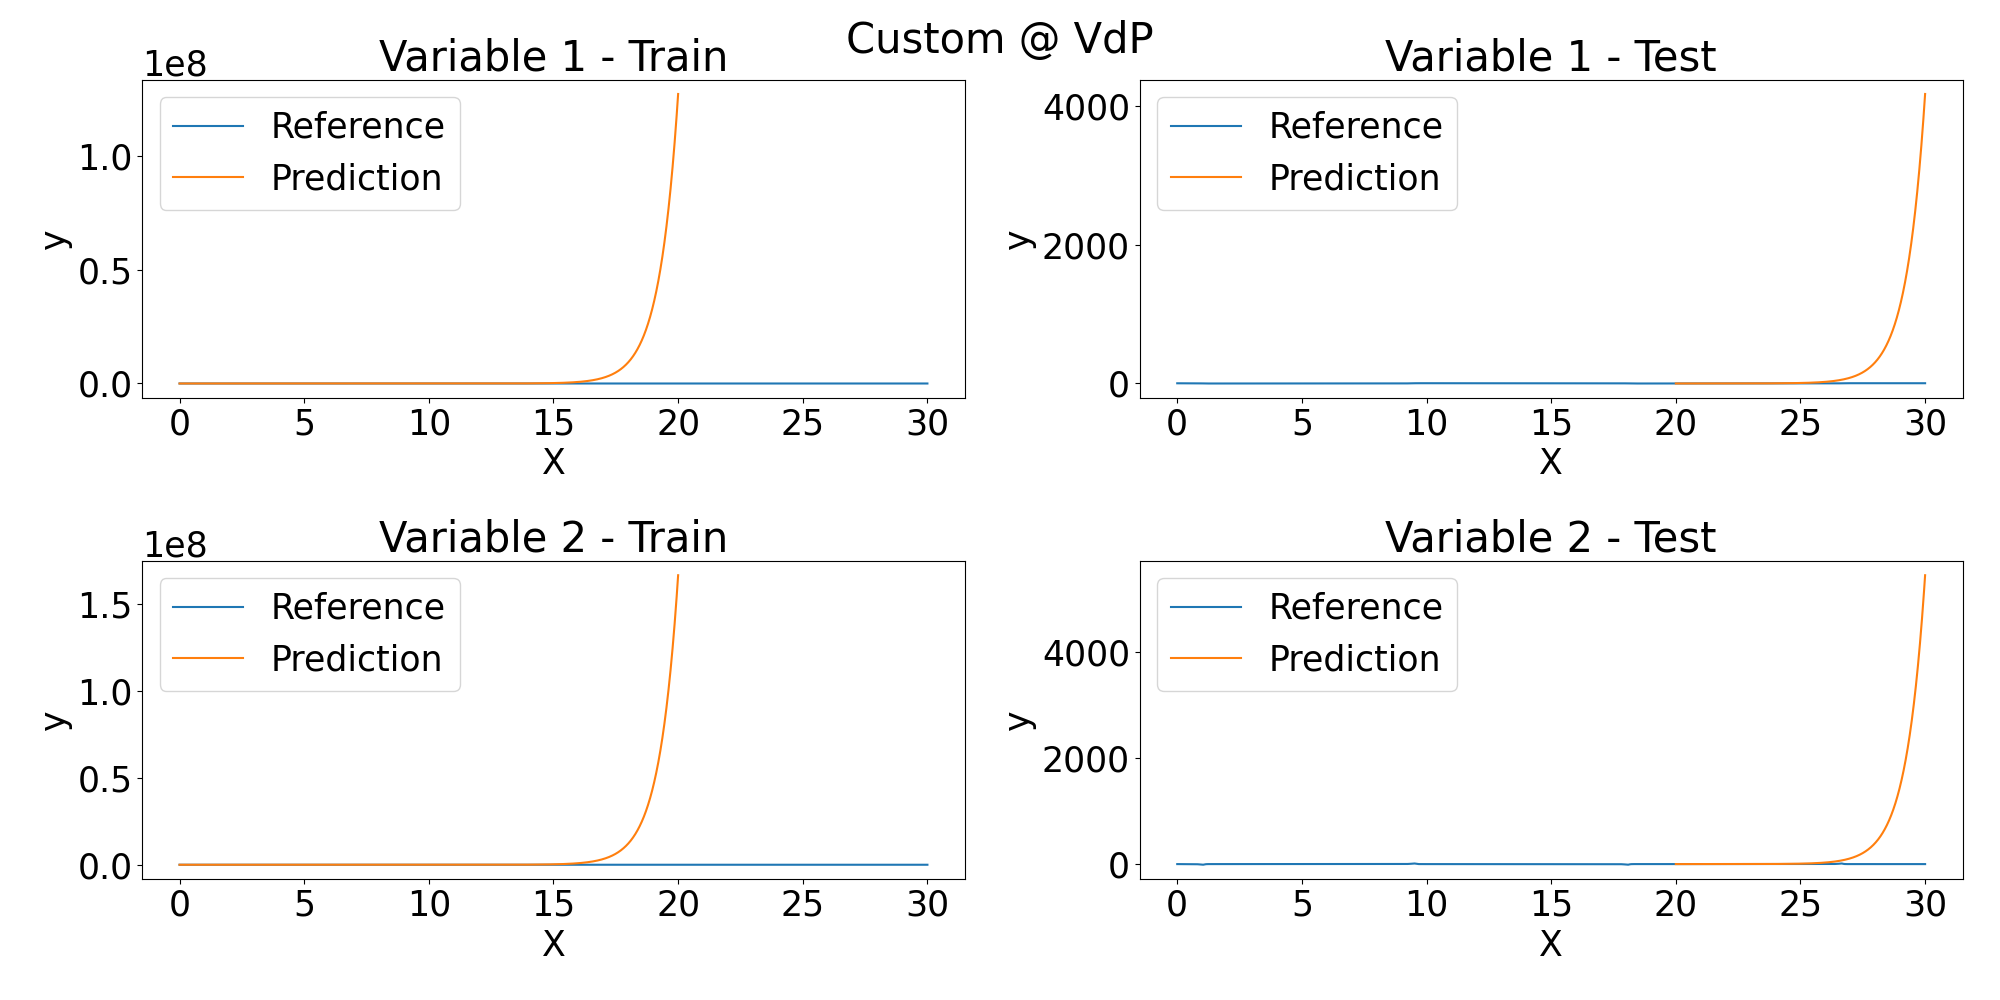 Custom @ VdP
Variable 1 - Train
1e8
Reference
Prediction
1.0
0.5
0.0
y
0 5 10 15 20 25 30
X
Variable 1 - Test
Reference
Prediction
4000
2000
0
y
0 5 10 15 20 25 30
X
Variable 2 - Train
1e8
Reference
Prediction
1.5
1.0
0.5
0.0
y
0 5 10 15 20 25 30
X
Variable 2 - Test
Reference
Prediction
4000
2000
0
y
0 5 10 15 20 25 30
X